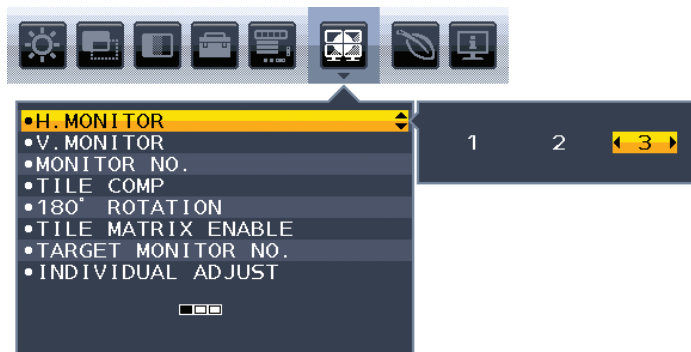 •H.MONITOR
1 2 3
•V.MONITOR
•MONITOR NO.
•TILE COMP
•180° ROTATION
•TILE MATRIX ENABLE
•TARGET MONITOR NO.
•INDIVIDUAL ADJUST